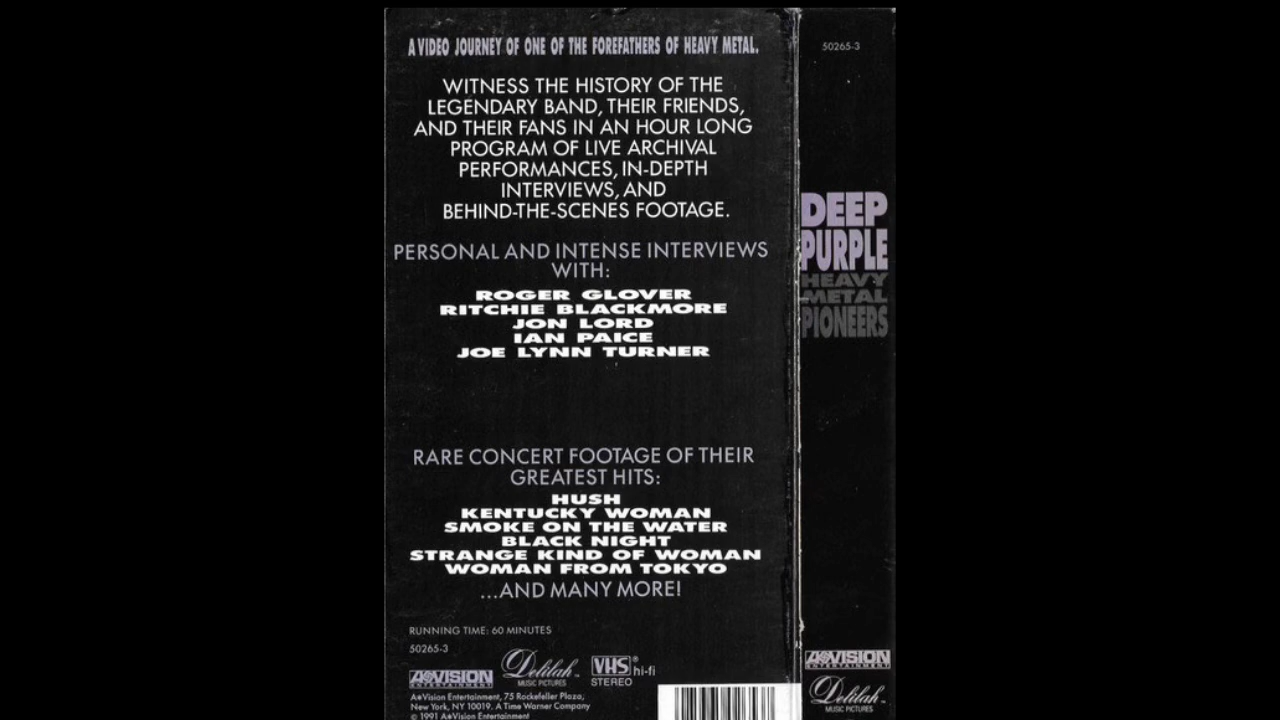 A VIDEO JOURNEY OF ONE OF THE FOREFATHERS OF HEAVY METAL.
WITNESS THE HISTORY OF THE
LEGENDARY BAND, THEIR FRIENDS,
AND THEIR FANS IN AN HOUR LONG
PROGRAM OF LIVE ARCHIVAL
PERFORMANCES, IN-DEPTH
INTERVIEWS, AND
BEHIND-THE-SCENES FOOTAGE.
PERSONAL AND INTENSE INTERVIEWS
WITH:
ROGER GLOVER
RITCHIE BLACKMORE
JON LORD
IAN PAICE
JOE LYNN TURNER
RARE CONCERT FOOTAGE OF THEIR
GREATEST HITS:
HUSH
KENTUCKY WOMAN
SMOKE ON THE WATER
BLACK NIGHT
STRANGE KIND OF WOMAN
WOMAN FROM TOKYO
...AND MANY MORE!
RUNNING TIME: 60 MINUTES
50265-3
A*VISION
ENTERTAINMENT
Delilah™
MUSIC PICTURES
VHS® hi-fi
STEREO
A*Vision Entertainment, 75 Rockefeller Plaza,
New York, NY 10019. A Time Warner Company
© 1991 A*Vision Entertainment
50265-3
DEEP
PURPLE
HEAVY
METAL
PIONEERS
A*VISION
ENTERTAINMENT
Delilah™
MUSIC PICTURES